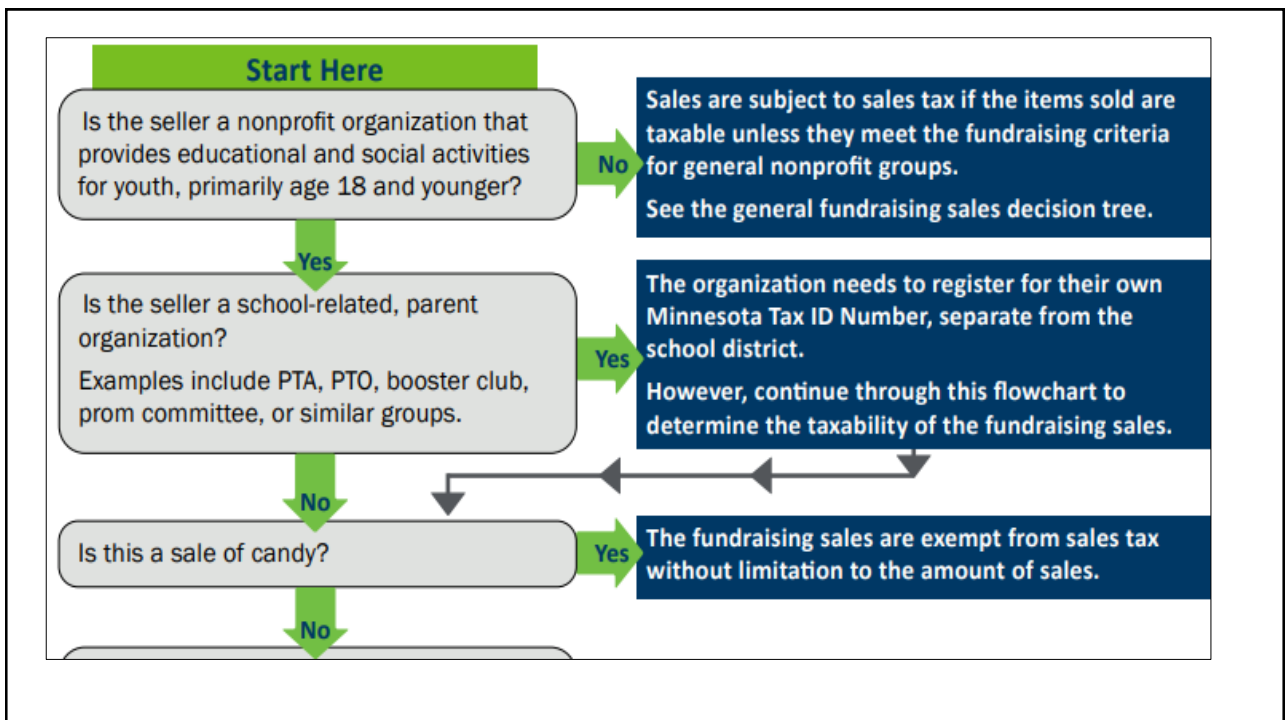 Start Here
Is the seller a nonprofit organization that
provides educational and social activities
for youth, primarily age 18 and younger?
No
Sales are subject to sales tax if the items sold are
taxable unless they meet the fundraising criteria
for general nonprofit groups.
See the general fundraising sales decision tree.
Yes
Is the seller a school-related, parent
organization?
Examples include PTA, PTO, booster club,
prom committee, or similar groups.
Yes
The organization needs to register for their own
Minnesota Tax ID Number, separate from the
school district.
However, continue through this flowchart to
determine the taxability of the fundraising sales.
No
Is this a sale of candy?
Yes
The fundraising sales are exempt from sales tax
without limitation to the amount of sales.
No